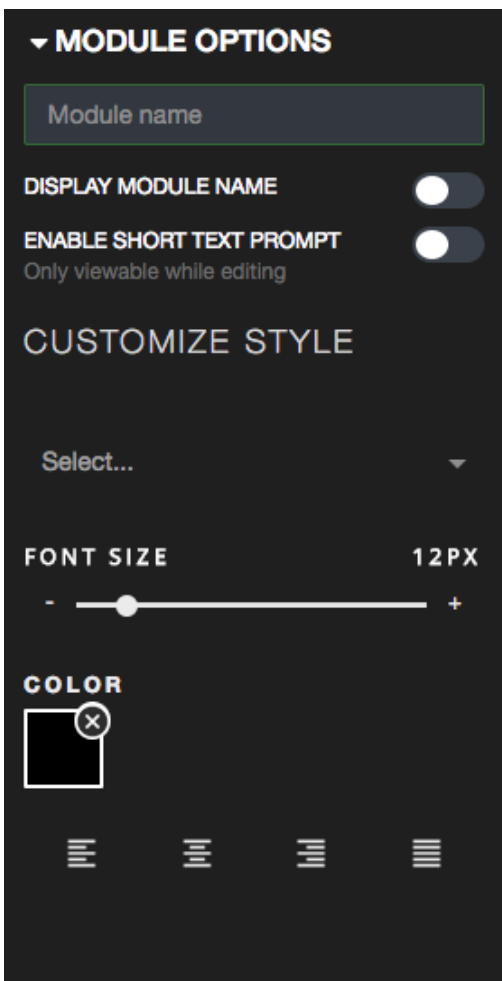 MODULE OPTIONS
Module name
DISPLAY MODULE NAME
ENABLE SHORT TEXT PROMPT
Only viewable while editing
CUSTOMIZE STYLE
Select...
FONT SIZE 12PX
- +
COLOR